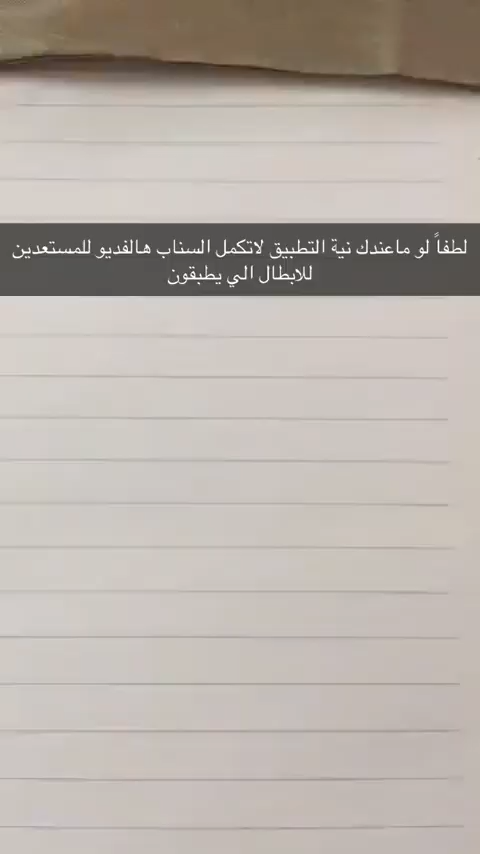 لطفاً لو ماعندك نية التطبيق لاتكمل السناب هالفديو للمستعدين
للابطال الي يطبقون